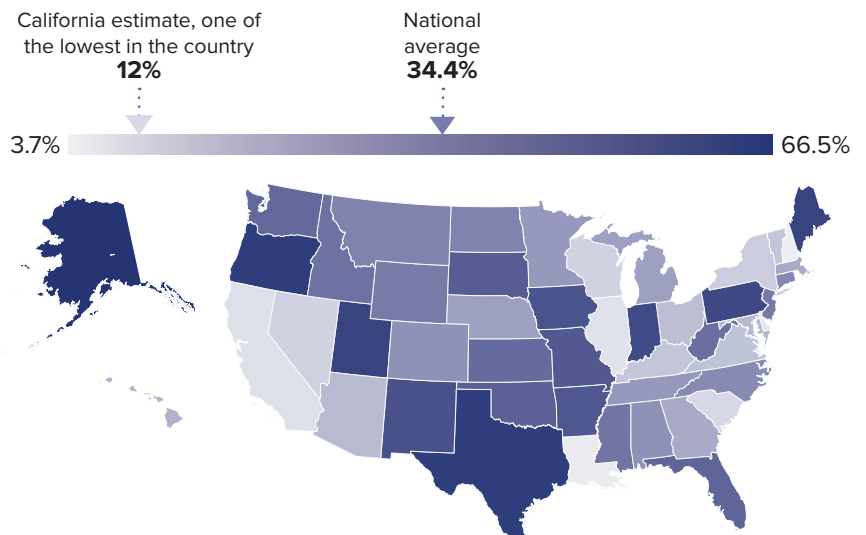 California estimate, one of
the lowest in the country
12%
National
average
34.4%
3.7%
66.5%